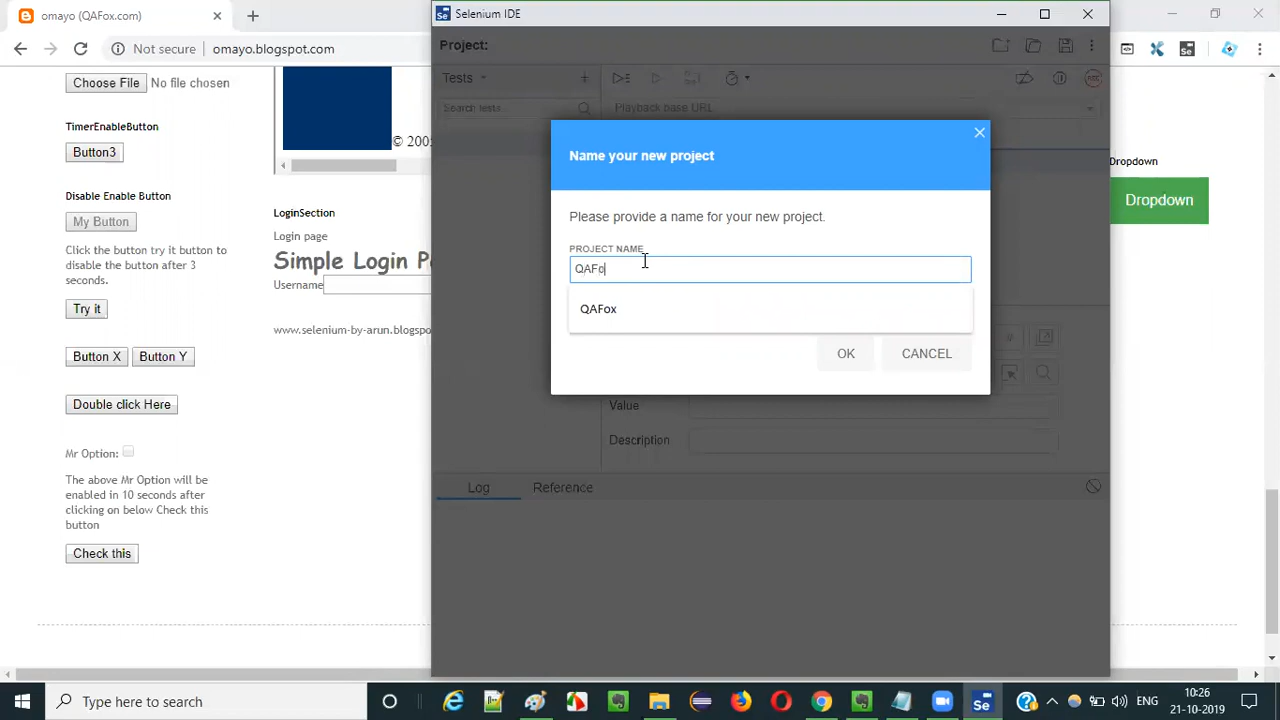 omayo (QAFox.com)
Not secure
omayo.blogspot.com
Choose File No file chosen
TimerEnableButton
Button3
Disable Enable Button
My Button
Click the button try it button to
disable the button after 3
seconds.
Try it
Button X Button Y
Double click Here
Mr Option:
The above Mr Option will be
enabled in 10 seconds after
clicking on below Check this
button
Check this
LoginSection
Login page
Simple Login P
Username
www.selenium-by-arun.blogspo
Selenium IDE
Project:
Tests
Search tests...
Playback base URL
REC
Name your new project
Please provide a name for your new project.
PROJECT NAME
QAFo
QAFox
OK
CANCEL
Value
Description
Log
Reference
Dropdown
Dropdown
Type here to search
ENG
10:26
21-10-2019